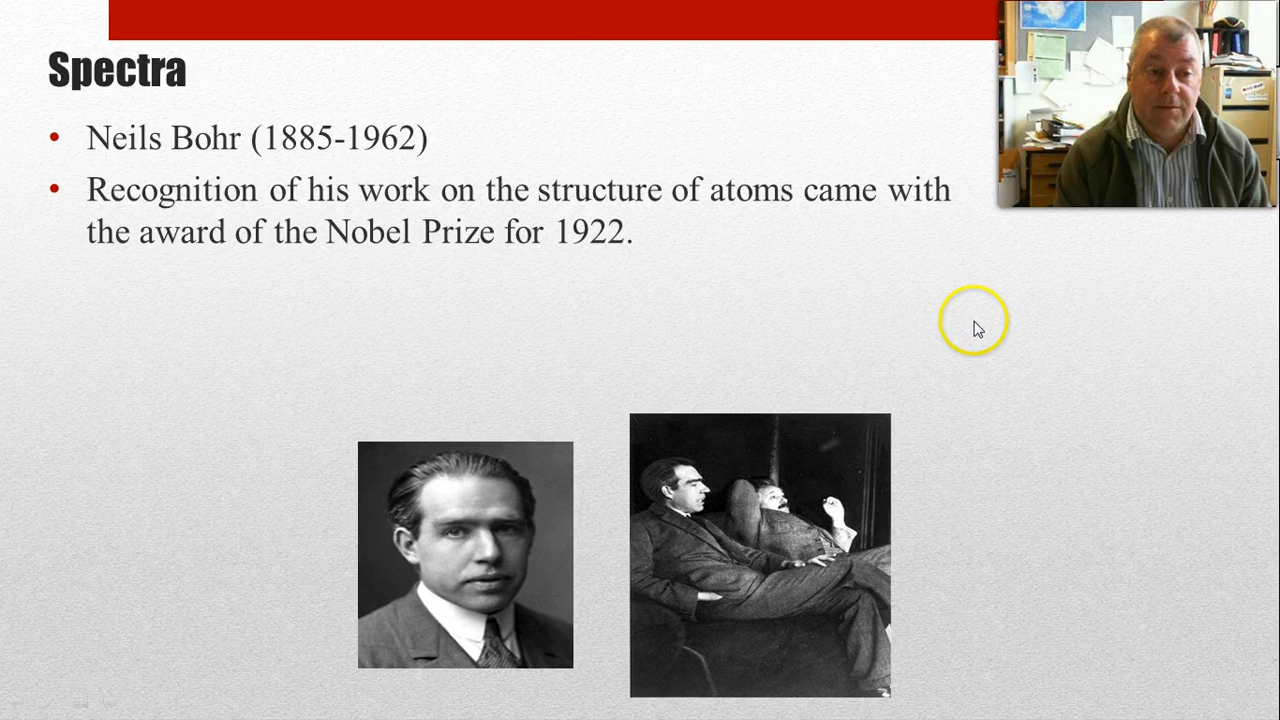 Spectra
• Neils Bohr (1885-1962)
• Recognition of his work on the structure of atoms came with
the award of the Nobel Prize for 1922.